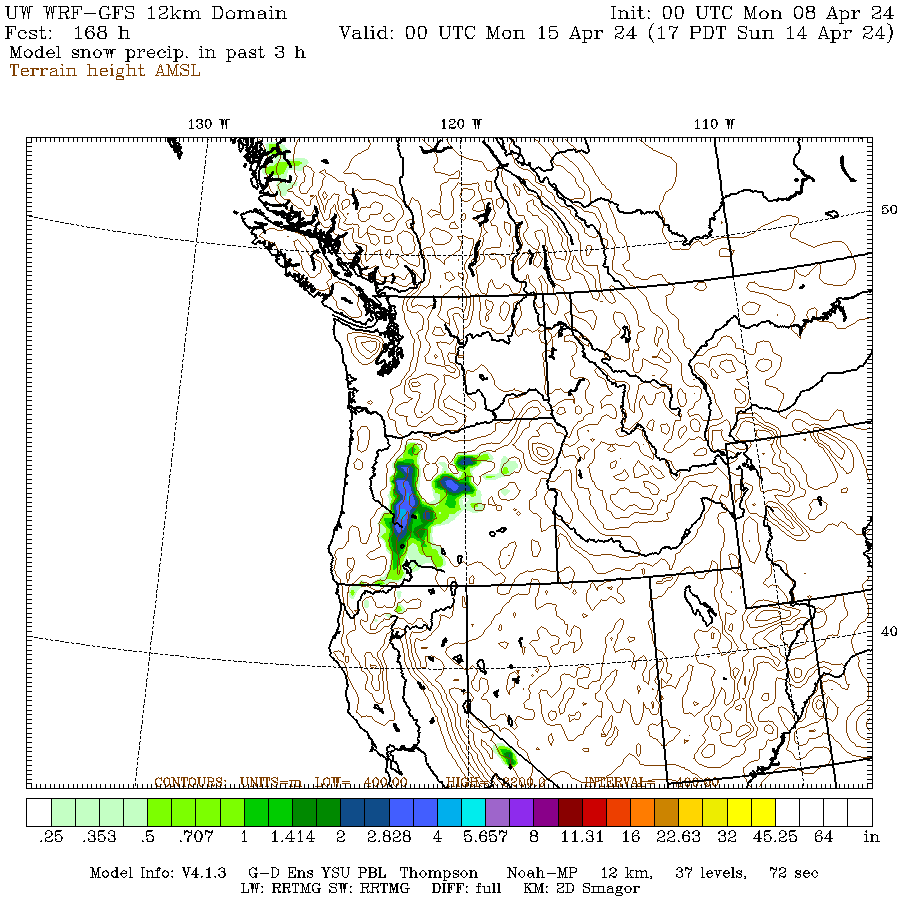 UW WRF-GFS 12km Domain Init: 00 UTC Mon 08 Apr 24
Fcst: 168 h Valid: 00 UTC Mon 15 Apr 24 (17 PDT Sun 14 Apr 24)
Model snow precip. in past 3 h
Terrain height AMSL
130 W 120 W 110 W
50
40
CONTOURS: UNITS=m LOW= 400.00 HIGH= 3200.0 INTERVAL= 400.00
.25 .353 .5 .707 1 1.414 2 2.828 4 5.657 8 11.31 16 22.63 32 45.25 64 in
Model Info: V4.1.3 G-D Ens YSU PBL Thompson Noah-MP 12 km, 37 levels, 72 sec
LW: RRTMG SW: RRTMG DIFF: full KM: 2D Smagor